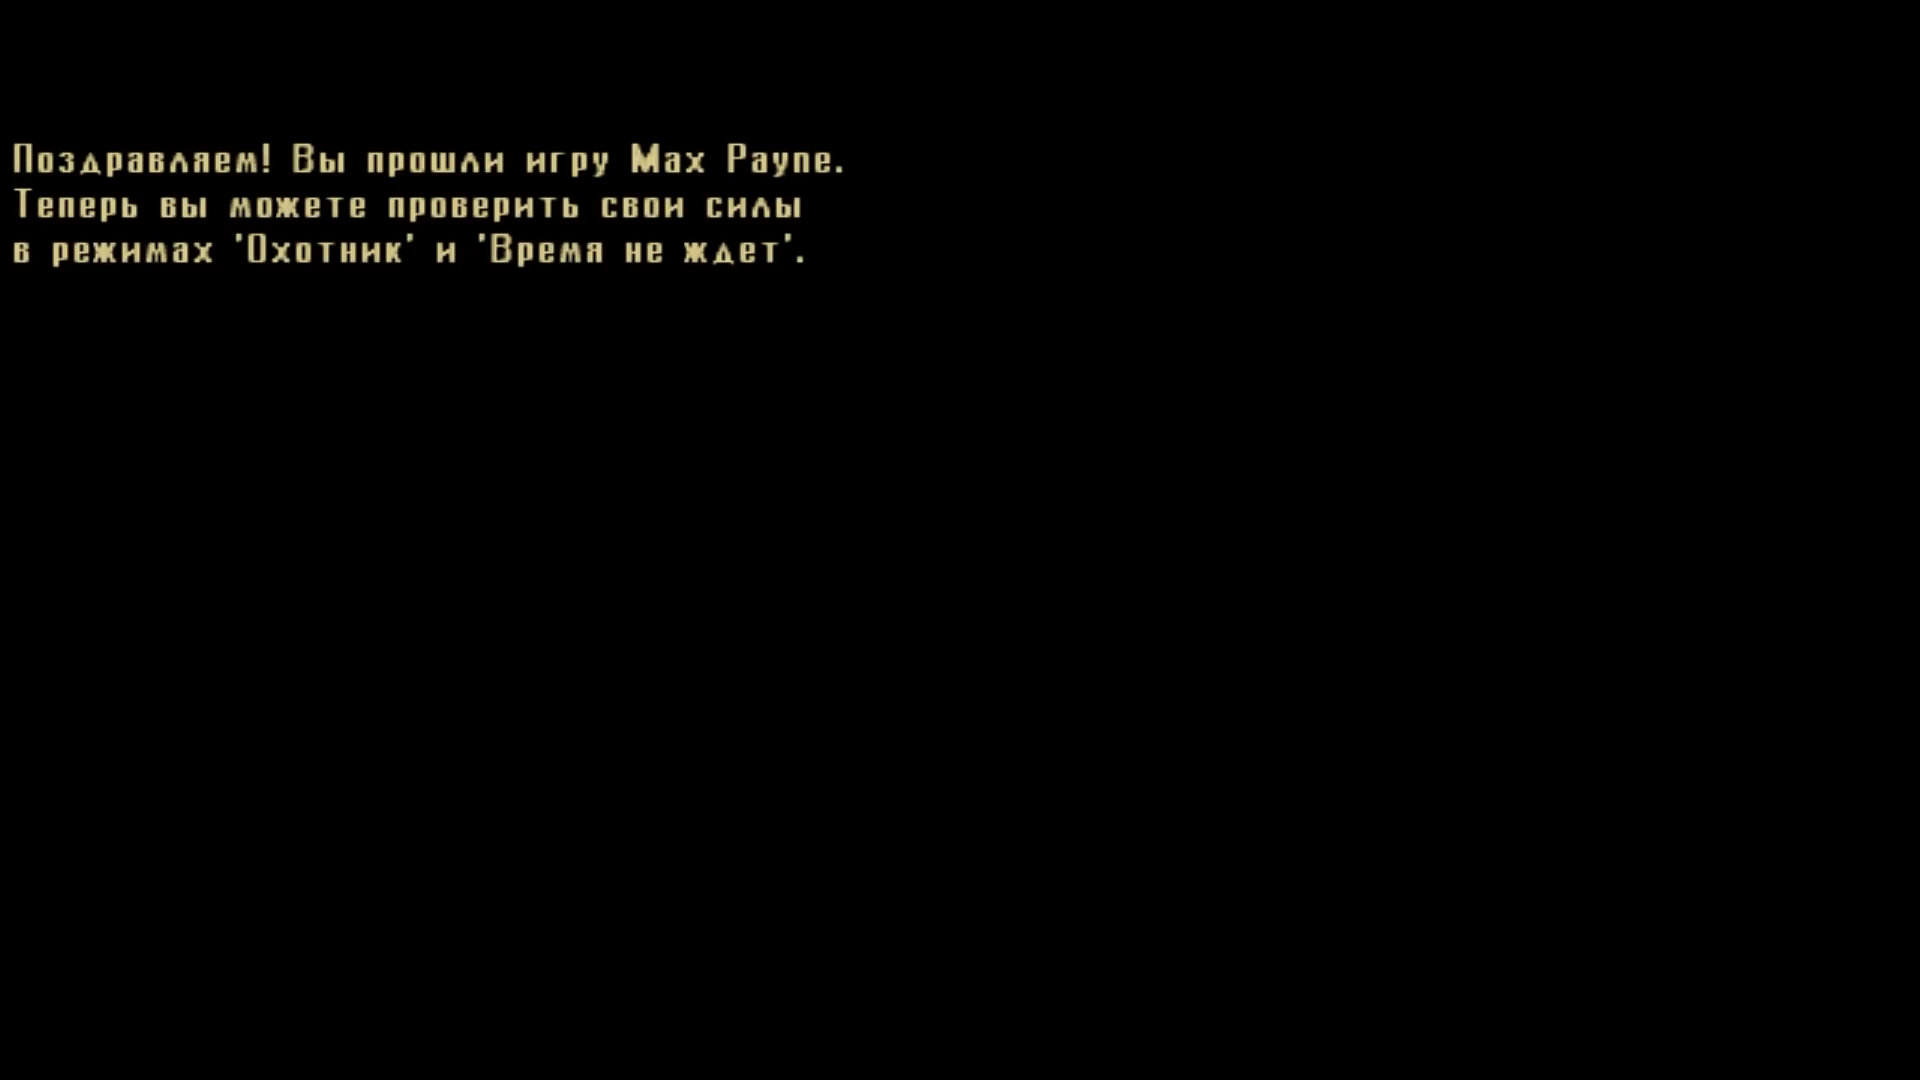 Поздравляем! Вы прошли игру Max Payne.
Теперь вы можете проверить свои силы
в режимах 'Охотник' и 'Время не ждет'.